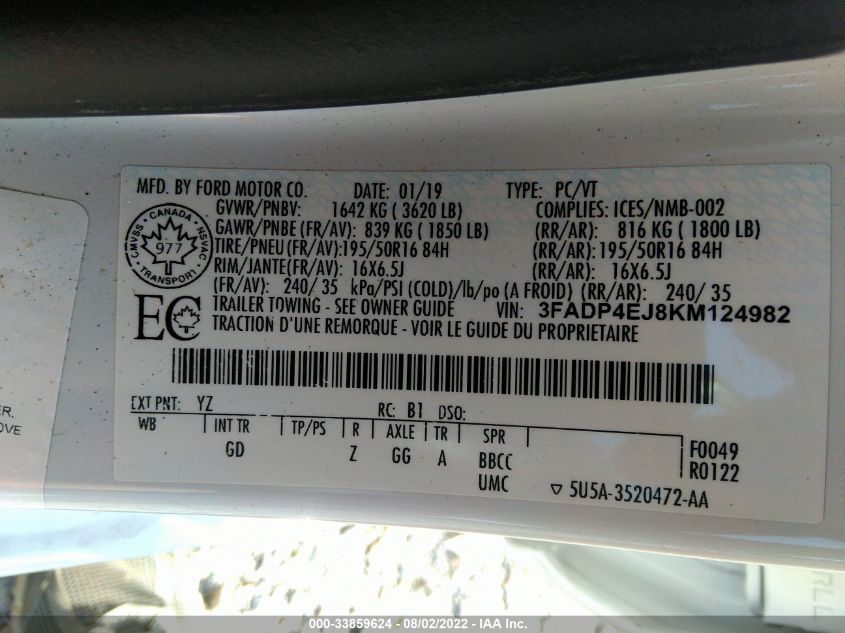 MFD. BY FORD MOTOR CO. DATE: 01/19 TYPE: PC/VT
GVWR/PNBV: 1642 KG ( 3620 LB) COMPLIES: ICES/NMB-002
GAWR/PNBE (FR/AV): 839 KG ( 1850 LB) (RR/AR): 816 KG ( 1800 LB)
TIRE/PNEU(FR/AV):195/50R16 84H (RR/AR):195/50R16 84H
RIM/JANTE(FR/AV): 16X6.5J (RR/AR): 16X6.5J
(FR/AV): 240/ 35 kPa/PSI (COLD)/lb/po (A FROID) (RR/AR): 240/ 35
TRAILER TOWING - SEE OWNER GUIDE VIN: 3FADP4EJ8KM124982
TRACTION D'UNE REMORQUE - VOIR LE GUIDE DU PROPRIETAIRE
CMVSS CANADA NSVAC
977
TRANSPORT
EC
EXT PNT: YZ RC: B1 DSO:
WB INT TR TP/PS R AXLE TR SPR
GD Z GG A BBCC
UMC
F0049
R0122
5U5A-3520472-AA
ER,
OVE
RLL
000-33859624 - 08/02/2022 - IAA Inc.